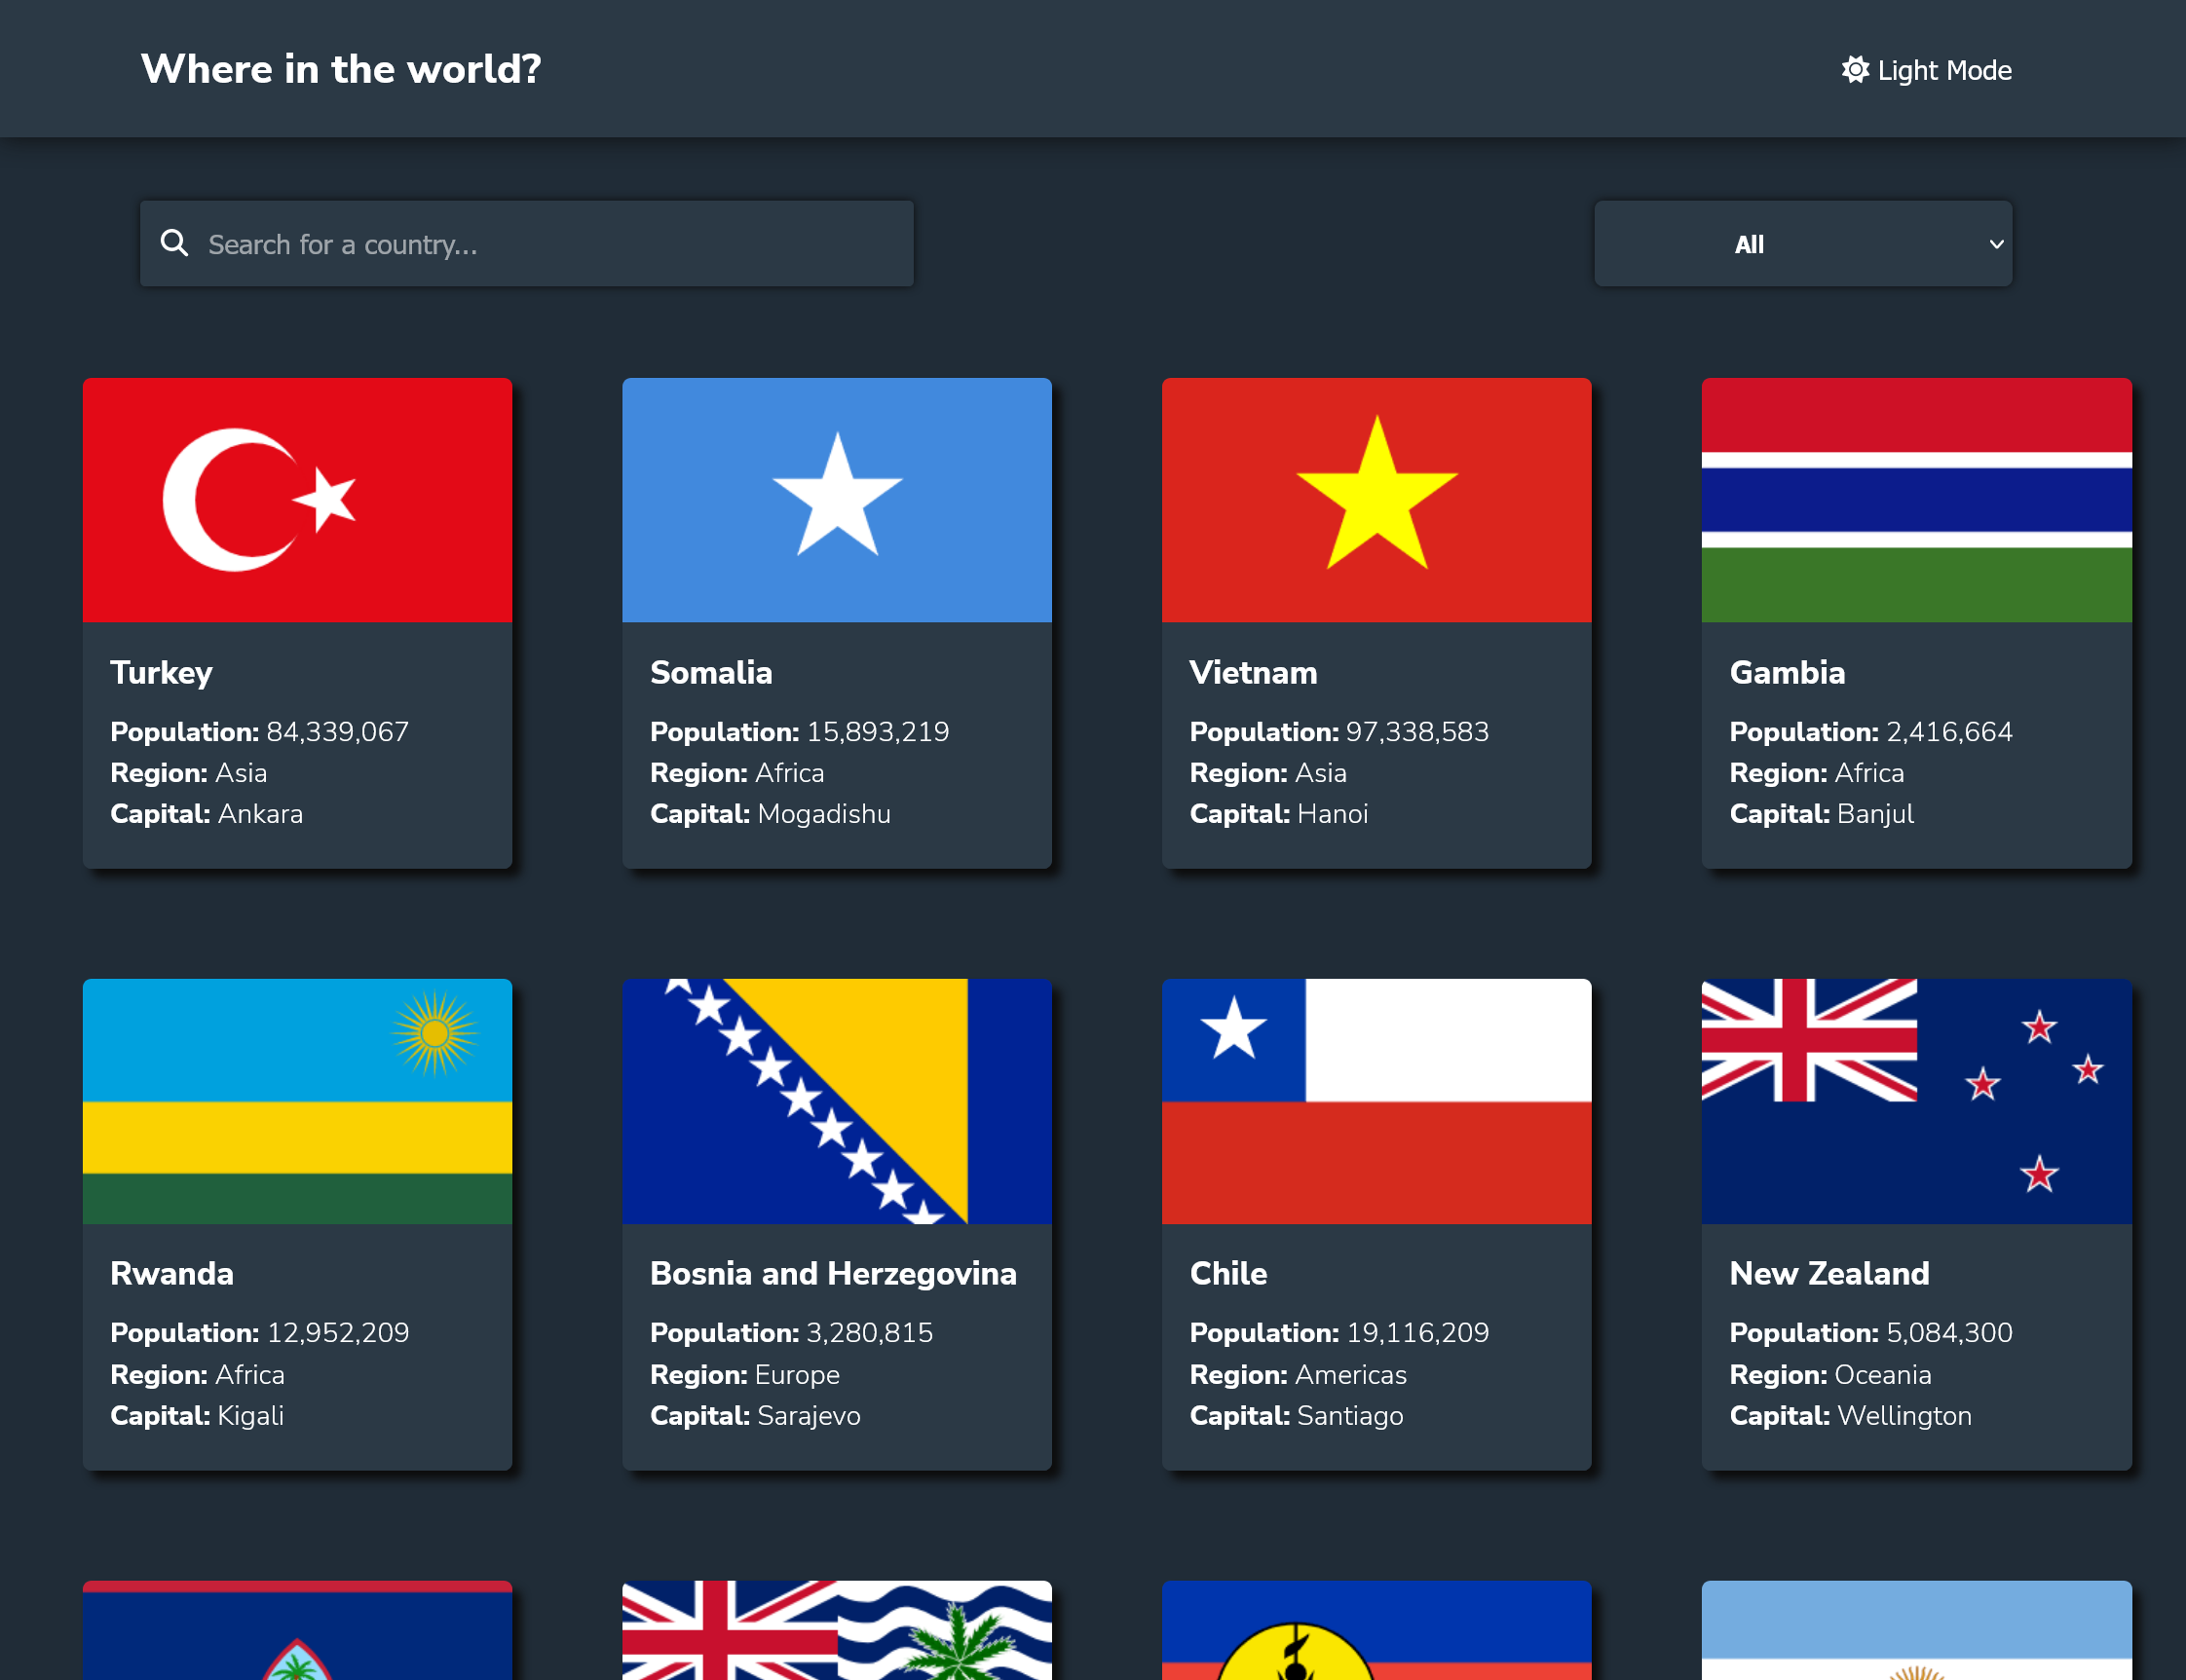 Where in the world?
Light Mode
Search for a country...
All
Turkey
Population: 84,339,067
Region: Asia
Capital: Ankara
Somalia
Population: 15,893,219
Region: Africa
Capital: Mogadishu
Vietnam
Population: 97,338,583
Region: Asia
Capital: Hanoi
Gambia
Population: 2,416,664
Region: Africa
Capital: Banjul
Rwanda
Population: 12,952,209
Region: Africa
Capital: Kigali
Bosnia and Herzegovina
Population: 3,280,815
Region: Europe
Capital: Sarajevo
Chile
Population: 19,116,209
Region: Americas
Capital: Santiago
New Zealand
Population: 5,084,300
Region: Oceania
Capital: Wellington